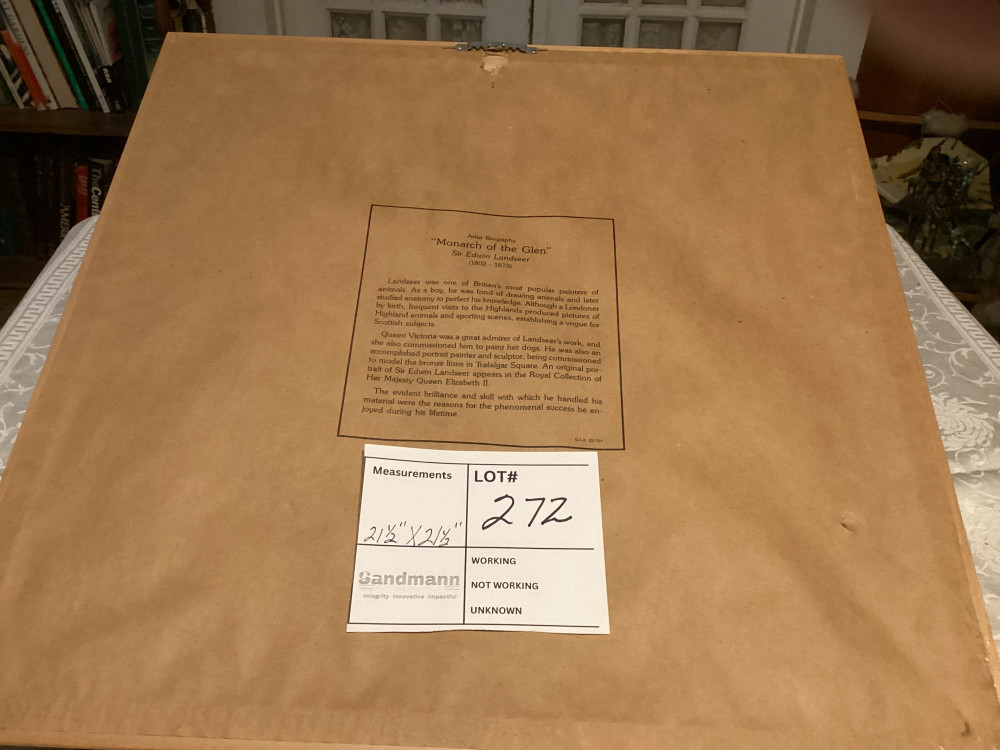 Artist Biography
"Monarch of the Glen"
Sir Edwin Landseer
(1802 - 1873)
Landseer was one of Britian's most popular painters of
animals. As a boy, he was fond of drawing animals and later
studied anatomy to perfect his knowledge. Although a Londoner
by birth, frequent visits to the Highlands produced pictures of
Highland animals and sporting scenes, establishing a vogue for
Scottish subjects.
Queen Victoria was a great admirer of Landseer's work, and
she also commissioned him to paint her dogs. He was also an
accomplished portrait painter and sculptor, being commissioned
to model the bronze lions in Trafalgar Square. An original por-
trait of Sir Edwin Landseer appears in the Royal Collection of
Her Majesty Queen Elizabeth II.
The evident brilliance and skill with which he handled his
material were the reasons for the phenomenal success he en-
joyed during his lifetime.
Measurements
21½" X 21½"
LOT#
272
Sandmann
Integrity Innovative Impactful
WORKING
NOT WORKING
UNKNOWN